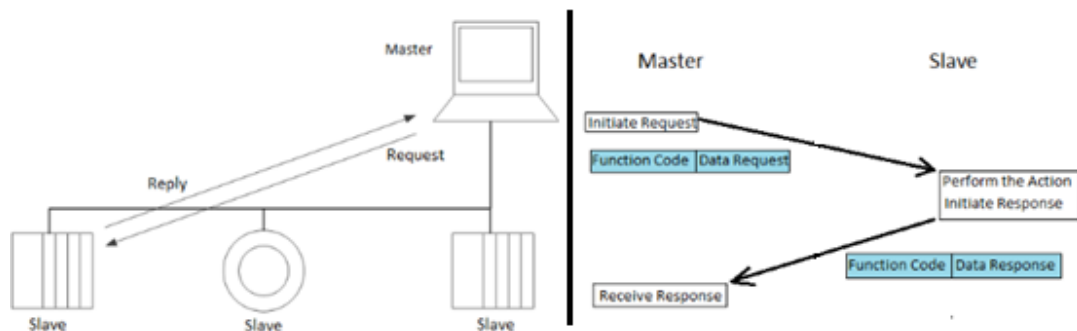 Master
Request
Reply
Slave
Slave
Slave
Master
Slave
Initiate Request
Function Code
Data Request
Perform the Action
Initiate Response
Function Code
Data Response
Receive Response